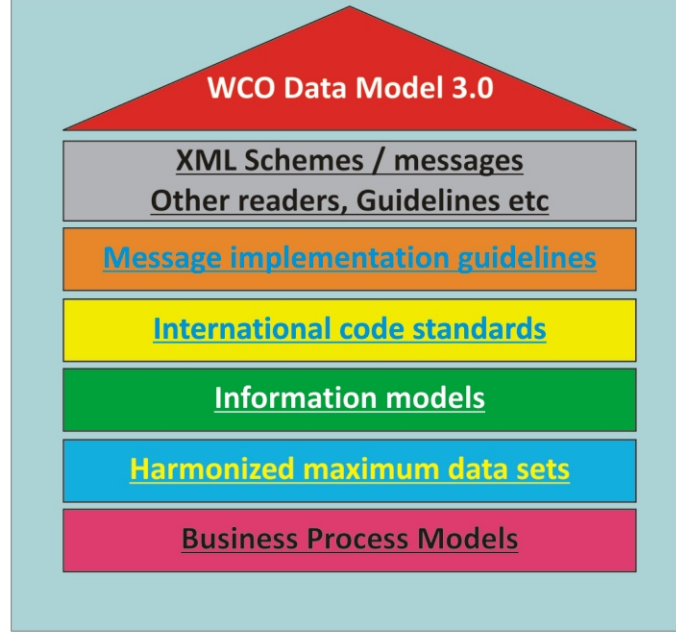 WCO Data Model 3.0
XML Schemes / messages
Other readers, Guidelines etc
Message implementation guidelines
International code standards
Information models
Harmonized maximum data sets
Business Process Models